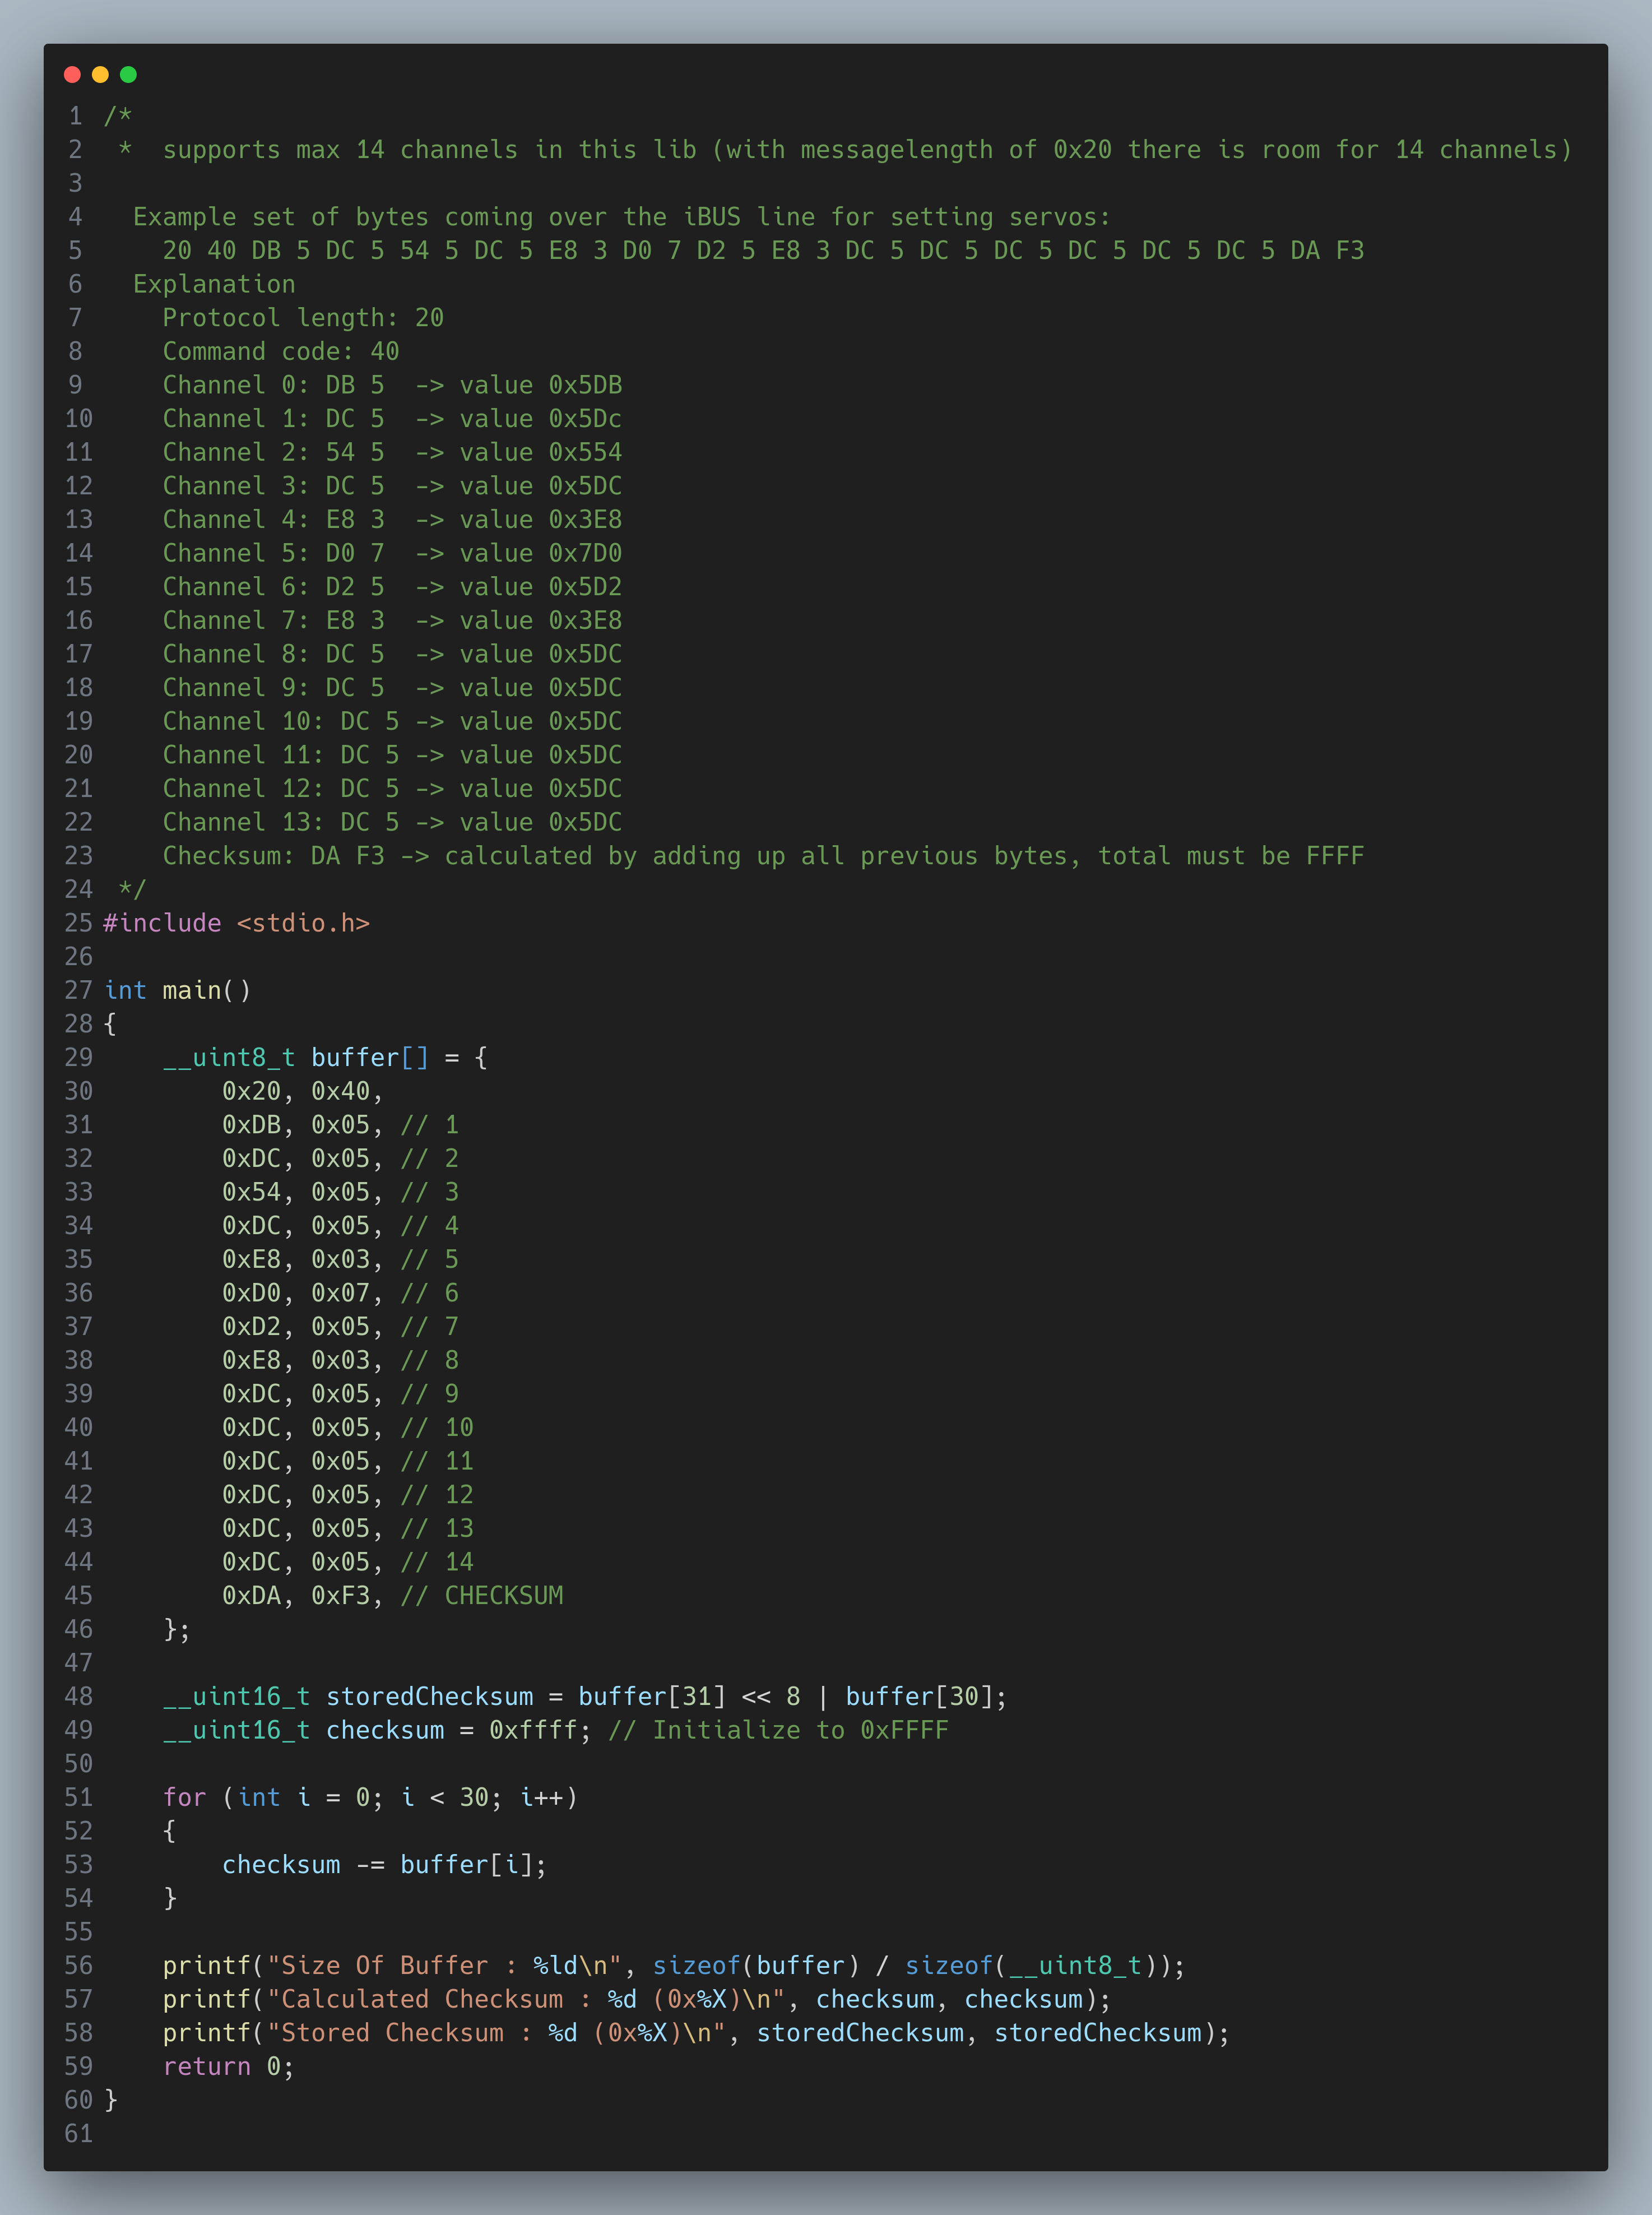 1 /*
2  *  supports max 14 channels in this lib (with messagelength of 0x20 there is room for 14 channels)
3
4   Example set of bytes coming over the iBUS line for setting servos:
5     20 40 DB 5 DC 5 54 5 DC 5 E8 3 D0 7 D2 5 E8 3 DC 5 DC 5 DC 5 DC 5 DC 5 DC 5 DA F3
6   Explanation
7     Protocol length: 20
8     Command code: 40
9     Channel 0: DB 5  -> value 0x5DB
10     Channel 1: DC 5  -> value 0x5Dc
11     Channel 2: 54 5  -> value 0x554
12     Channel 3: DC 5  -> value 0x5DC
13     Channel 4: E8 3  -> value 0x3E8
14     Channel 5: D0 7  -> value 0x7D0
15     Channel 6: D2 5  -> value 0x5D2
16     Channel 7: E8 3  -> value 0x3E8
17     Channel 8: DC 5  -> value 0x5DC
18     Channel 9: DC 5  -> value 0x5DC
19     Channel 10: DC 5 -> value 0x5DC
20     Channel 11: DC 5 -> value 0x5DC
21     Channel 12: DC 5 -> value 0x5DC
22     Channel 13: DC 5 -> value 0x5DC
23     Checksum: DA F3 -> calculated by adding up all previous bytes, total must be FFFF
24  */
25 #include <stdio.h>
26
27 int main()
28 {
29     __uint8_t buffer[] = {
30         0x20, 0x40,
31         0xDB, 0x05, // 1
32         0xDC, 0x05, // 2
33         0x54, 0x05, // 3
34         0xDC, 0x05, // 4
35         0xE8, 0x03, // 5
36         0xD0, 0x07, // 6
37         0xD2, 0x05, // 7
38         0xE8, 0x03, // 8
39         0xDC, 0x05, // 9
40         0xDC, 0x05, // 10
41         0xDC, 0x05, // 11
42         0xDC, 0x05, // 12
43         0xDC, 0x05, // 13
44         0xDC, 0x05, // 14
45         0xDA, 0xF3, // CHECKSUM
46     };
47
48     __uint16_t storedChecksum = buffer[31] << 8 | buffer[30];
49     __uint16_t checksum = 0xffff; // Initialize to 0xFFFF
50
51     for (int i = 0; i < 30; i++)
52     {
53         checksum -= buffer[i];
54     }
55
56     printf("Size Of Buffer : %ld\n", sizeof(buffer) / sizeof(__uint8_t));
57     printf("Calculated Checksum : %d (0x%X)\n", checksum, checksum);
58     printf("Stored Checksum : %d (0x%X)\n", storedChecksum, storedChecksum);
59     return 0;
60 }
61